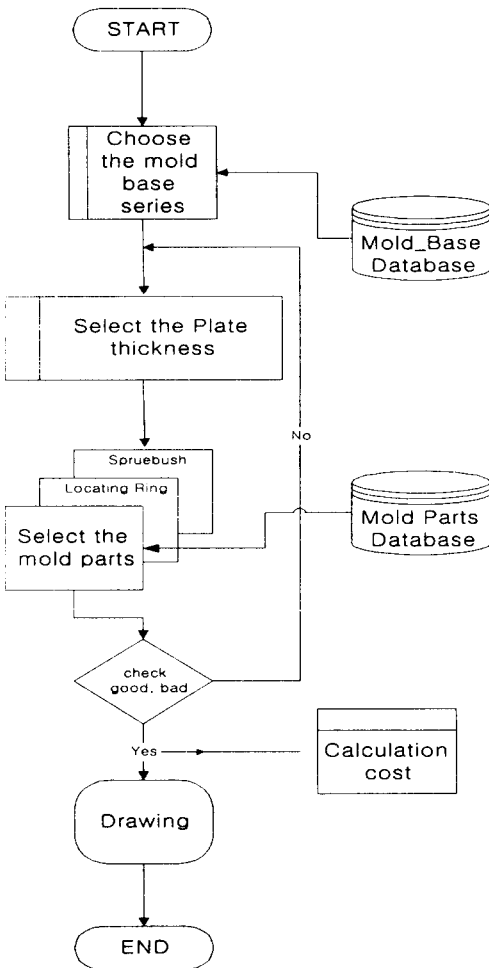 START
Choose
the mold
base
series
Mold_Base
Database
Select the Plate
thickness
No
Spruebush
Locating Ring
Select the
mold parts
Mold Parts
Database
check
good, bad
Yes
Calculation
cost
Drawing
END